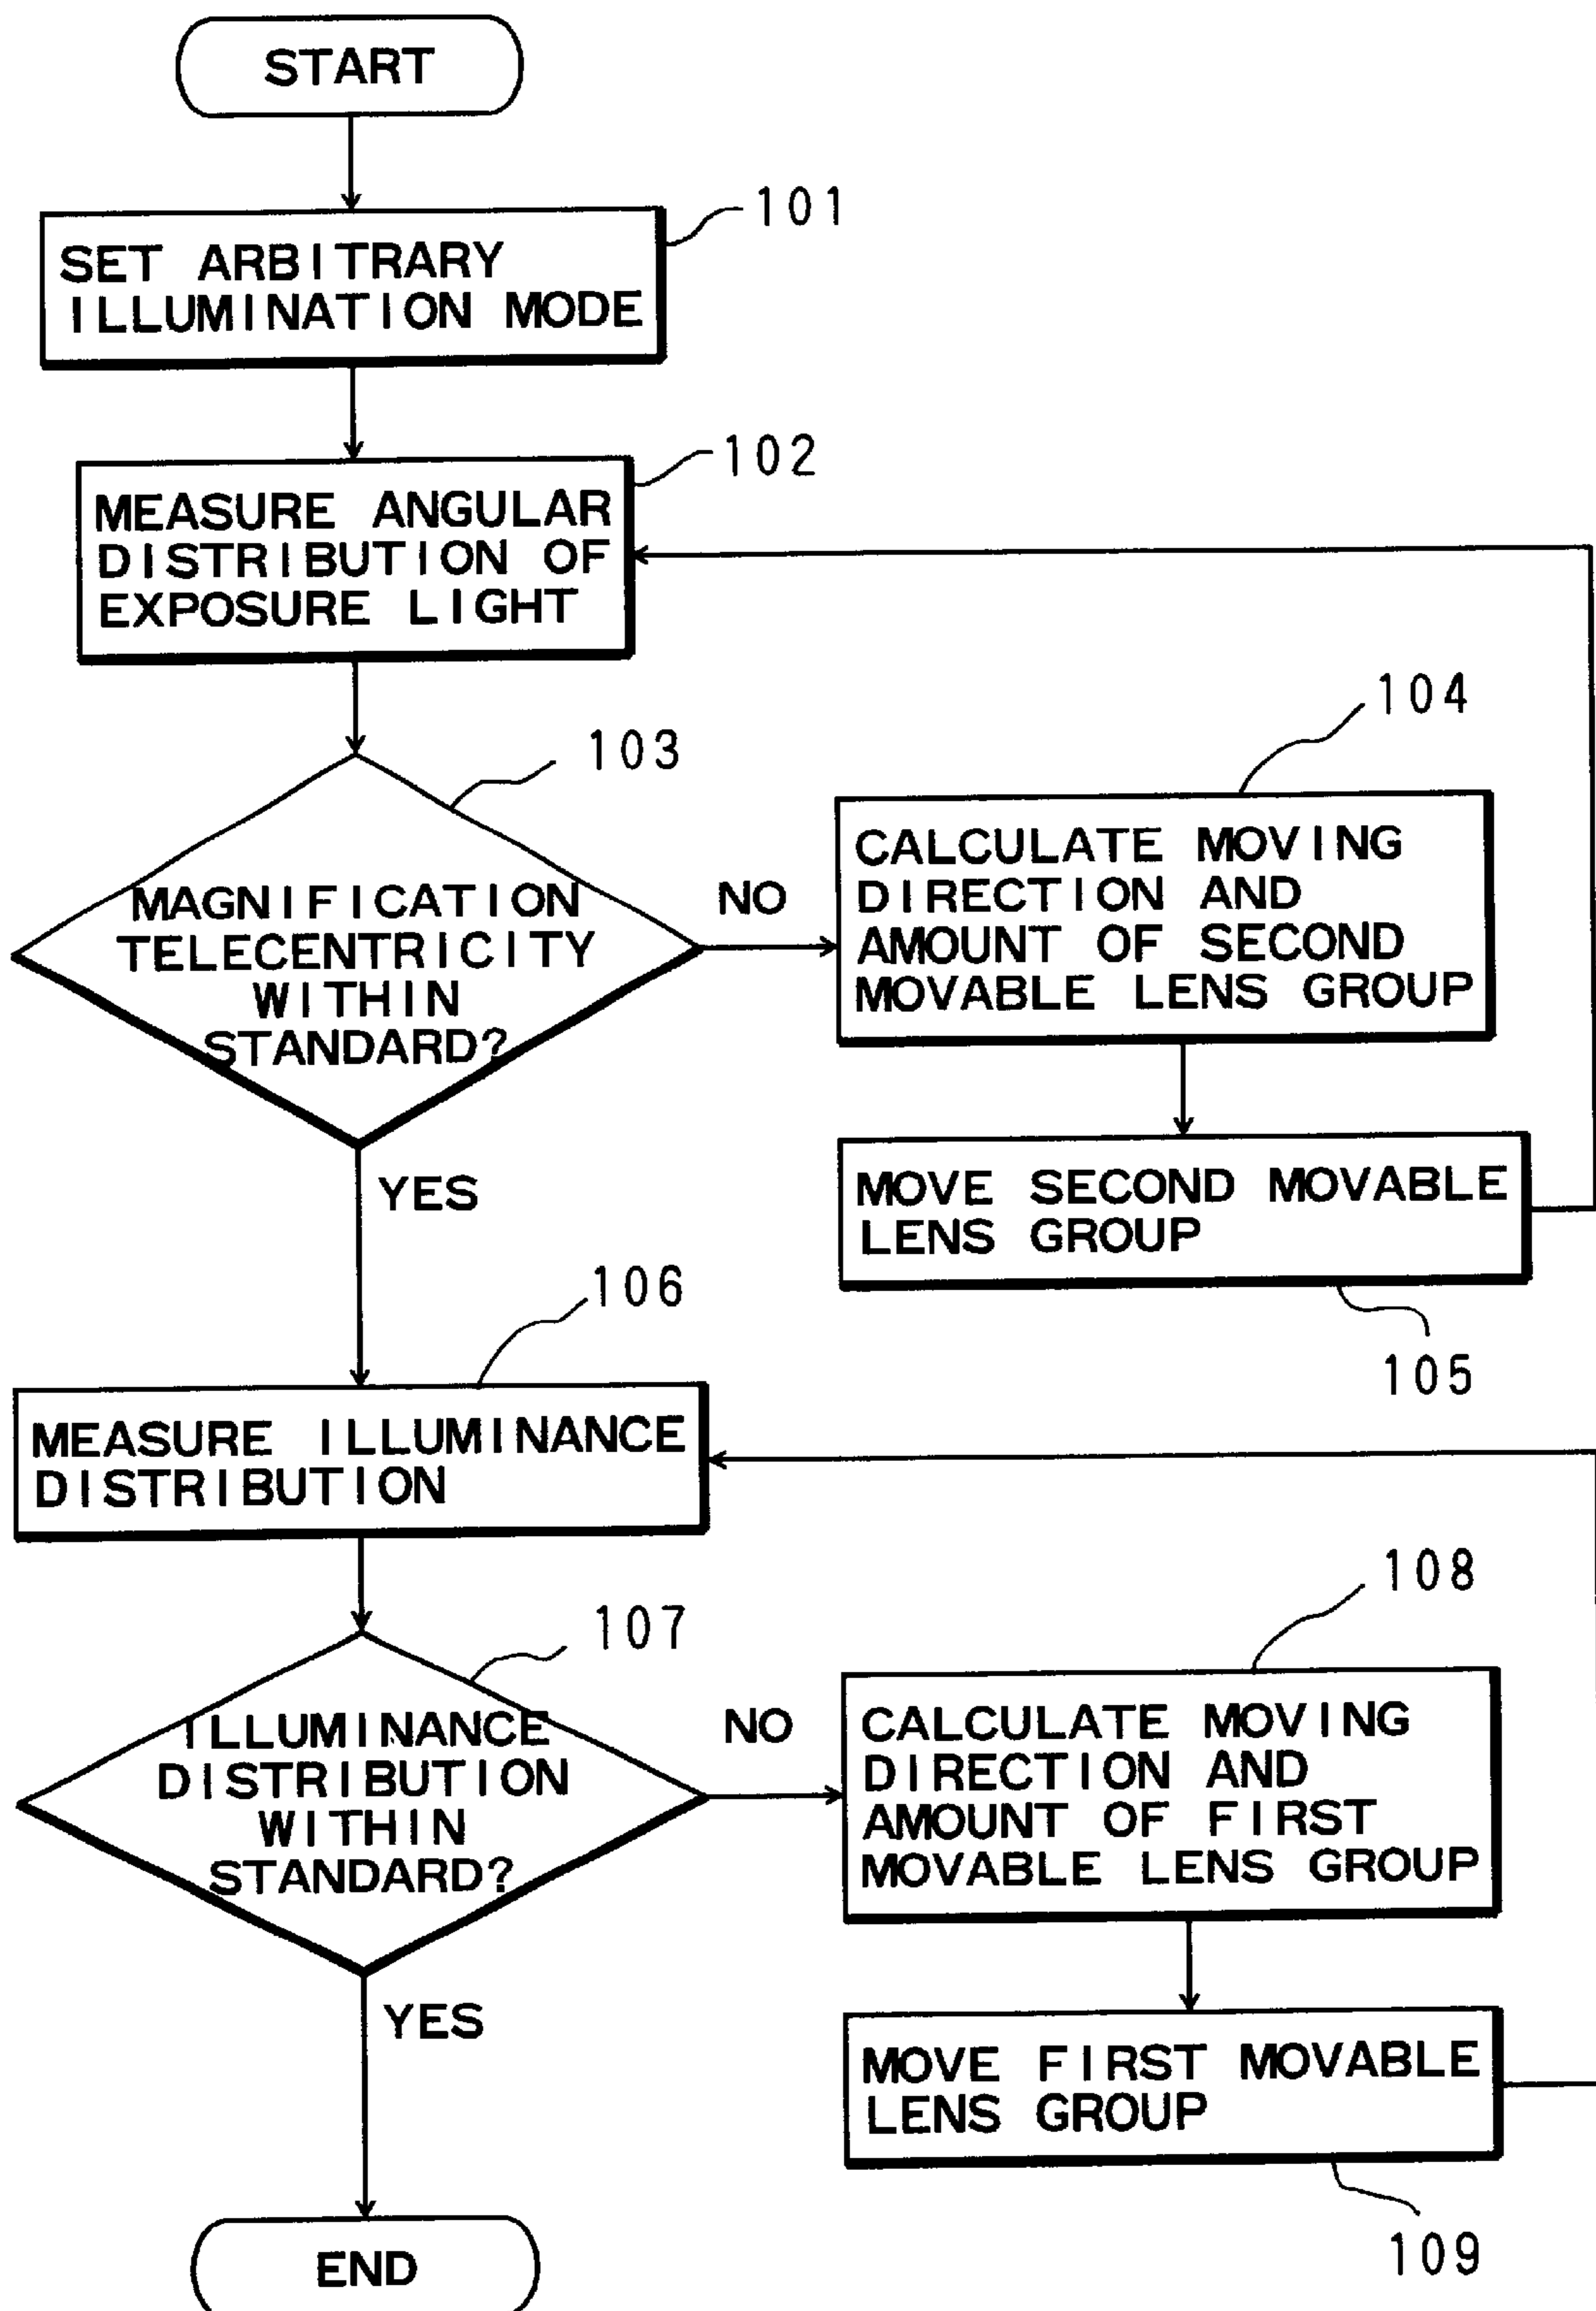 START
101
SET ARBITRARY
ILLUMINATION MODE
102
MEASURE ANGULAR
DISTRIBUTION OF
EXPOSURE LIGHT
103
MAGNIFICATION
TELECENTRICITY
WITHIN
STANDARD?
NO
YES
104
CALCULATE MOVING
DIRECTION AND
AMOUNT OF SECOND
MOVABLE LENS GROUP
MOVE SECOND MOVABLE
LENS GROUP
105
106
MEASURE ILLUMINANCE
DISTRIBUTION
107
ILLUMINANCE
DISTRIBUTION
WITHIN
STANDARD?
NO
YES
108
CALCULATE MOVING
DIRECTION AND
AMOUNT OF FIRST
MOVABLE LENS GROUP
MOVE FIRST MOVABLE
LENS GROUP
109
END